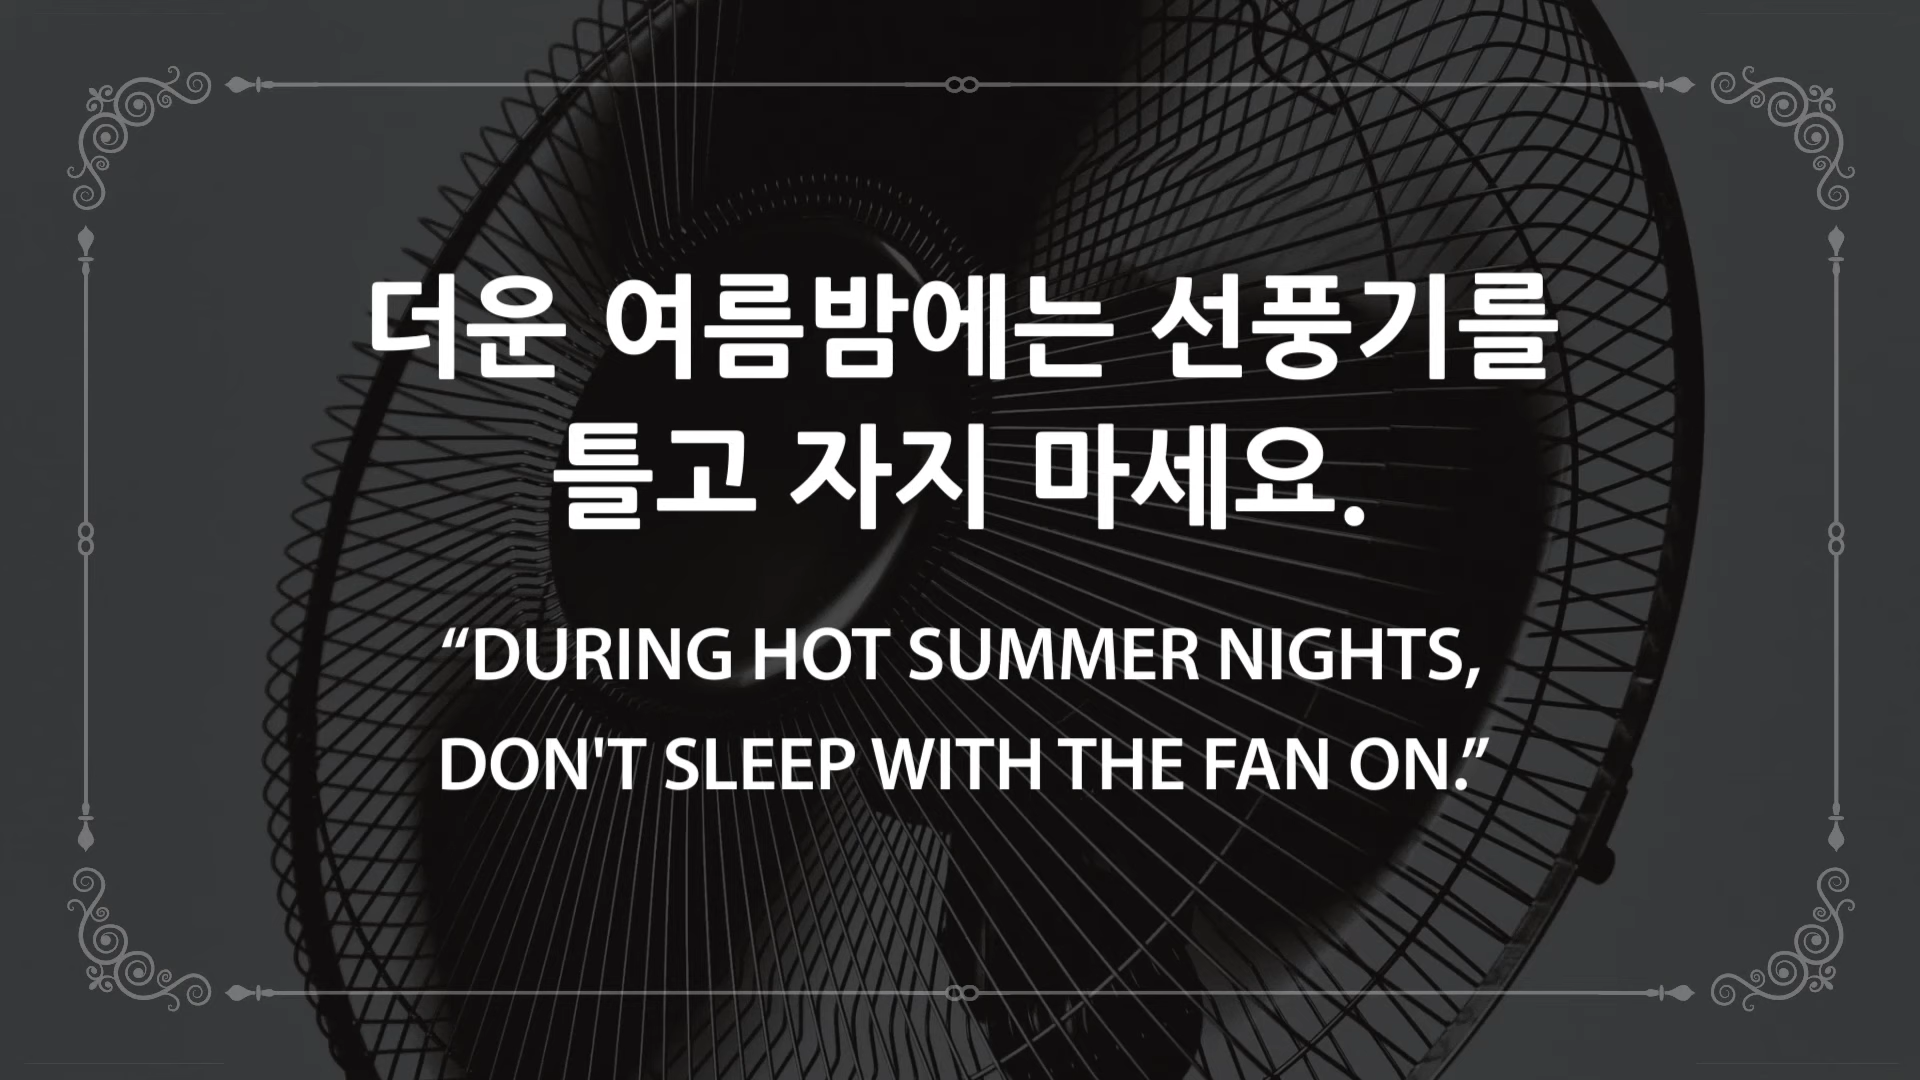 더운 여름밤에는 선풍기를
틀고 자지 마세요.
“DURING HOT SUMMER NIGHTS,
DON'T SLEEP WITH THE FAN ON.”